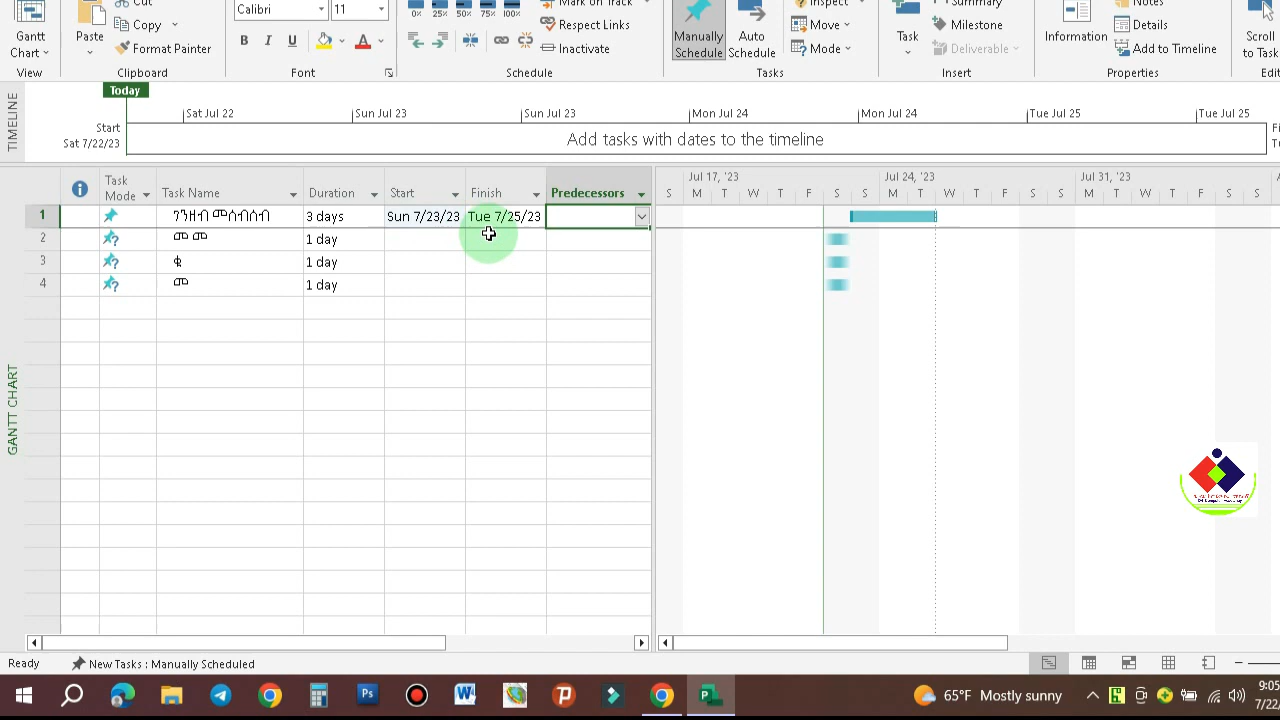 Cut
Mark on Track
Inspect
Summary
Notes
Calibri
11
0% 25% 50% 75% 100%
Gantt
Chart
Paste
Copy
Format Painter
B I U A
Respect Links
Inactivate
Manually
Schedule
Auto
Schedule
Move
Mode
Task
Milestone
Deliverable
Information
Details
Add to Timeline
Scroll
to Task
View
Clipboard
Font
Schedule
Tasks
Insert
Properties
TIMELINE
Today
Sat Jul 22
Sun Jul 23
Sun Jul 23
Mon Jul 24
Mon Jul 24
Tue Jul 25
Tue Jul 25
Start
Sat 7/22/23
Add tasks with dates to the timeline
Task
Mode
Task Name
Duration
Start
Finish
Predecessors
Jul 17, '23
Jul 24, '23
Jul 31, '23
M T W T F S S M T W T F S S M T W T F S S
1 ገንዘብ መሰብሰብ 3 days Sun 7/23/23 Tue 7/25/23
2 መመ 1 day
3 ቁ 1 day
4 መ 1 day
GANTT CHART
Ready
New Tasks : Manually Scheduled
65°F Mostly sunny
9:05
7/22/